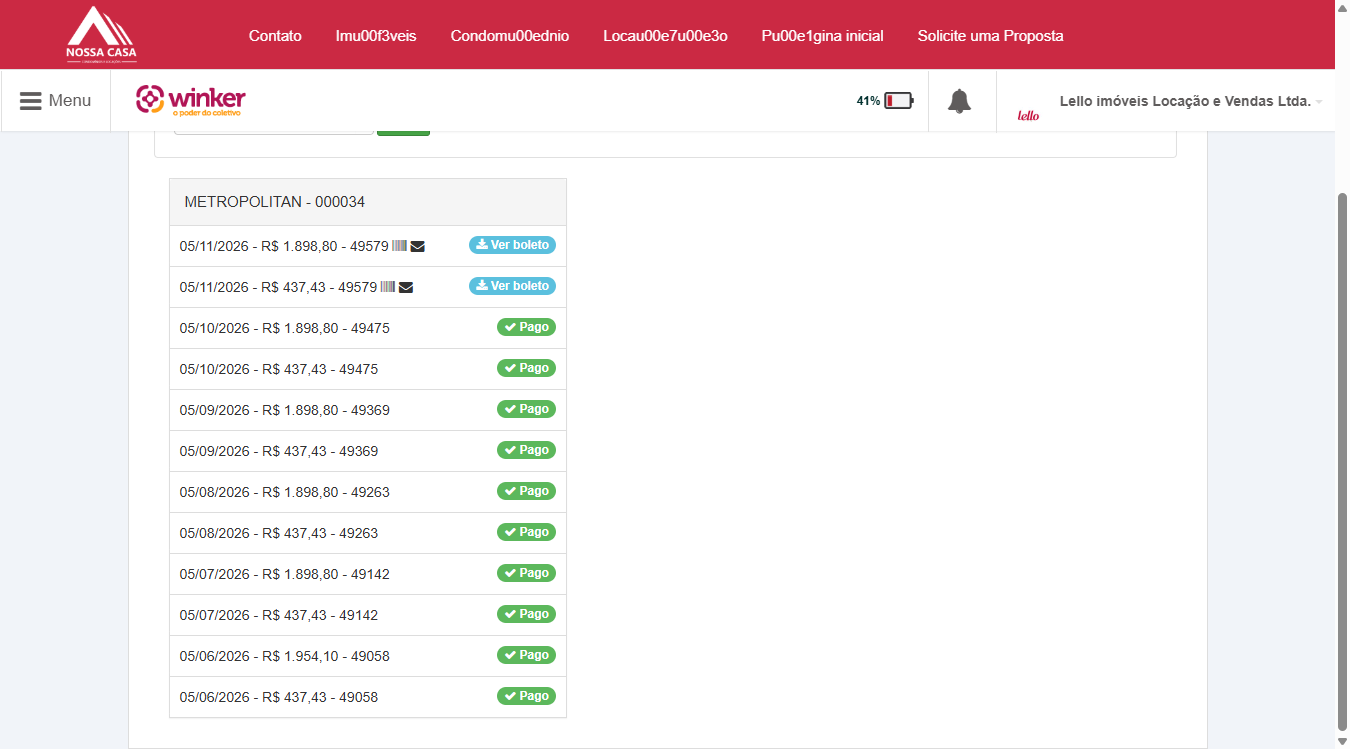 NOSSA CASA
Contato Imu00f3veis Condomu00ednio Locau00e7u00e3o Pu00e1gina inicial Solicite uma Proposta
Menu winker 41% lello Lello imóveis Locação e Vendas Ltda.
o poder do coletivo
METROPOLITAN - 000034
05/11/2026 - R$ 1.898,80 - 49579 Ver boleto
05/11/2026 - R$ 437,43 - 49579 Ver boleto
05/10/2026 - R$ 1.898,80 - 49475 Pago
05/10/2026 - R$ 437,43 - 49475 Pago
05/09/2026 - R$ 1.898,80 - 49369 Pago
05/09/2026 - R$ 437,43 - 49369 Pago
05/08/2026 - R$ 1.898,80 - 49263 Pago
05/08/2026 - R$ 437,43 - 49263 Pago
05/07/2026 - R$ 1.898,80 - 49142 Pago
05/07/2026 - R$ 437,43 - 49142 Pago
05/06/2026 - R$ 1.954,10 - 49058 Pago
05/06/2026 - R$ 437,43 - 49058 Pago